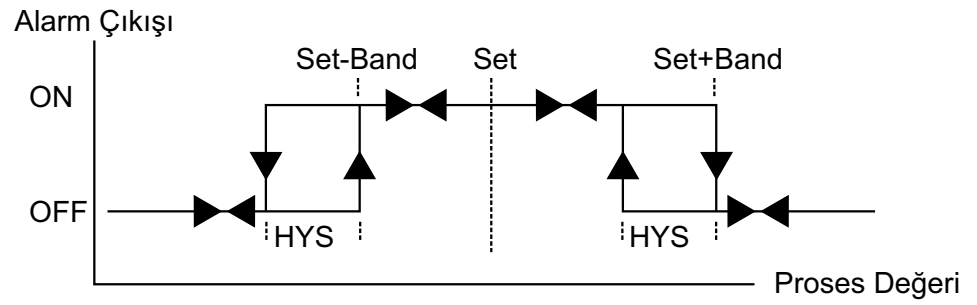 Alarm Çıkışı
Set-Band Set Set+Band
ON
OFF
HYS HYS
Proses Değeri